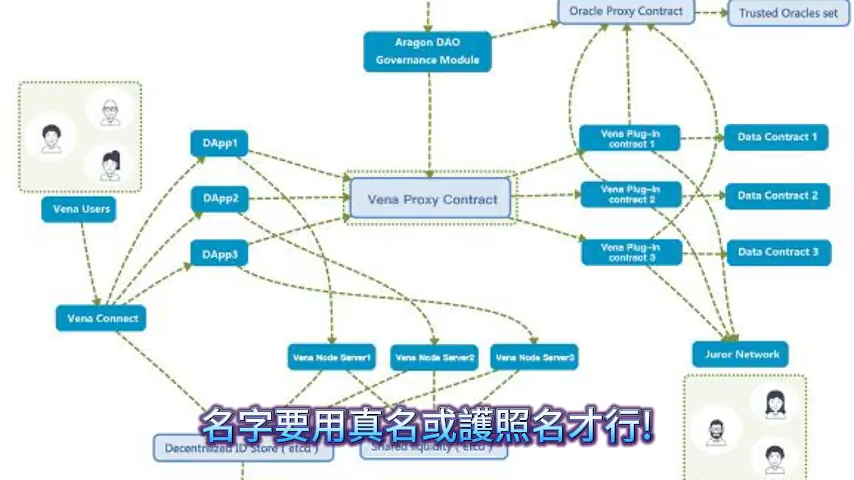 Oracle Proxy Contract
Trusted Oracles set
Aragon DAO
Governance Module
DApp1
Vena Plug-In
contract 1
Data Contract 1
DApp2
Vena Proxy Contract
Vena Plug-In
contract 2
Data Contract 2
Vena Users
DApp3
Vena Plug-In
contract 3
Data Contract 3
Vena Connect
Vena Node Server1
Vena Node Server2
Vena Node Server3
Juror Network
名字要用真名或護照名才行!
Decentrilized ID Store ( etcd )
Shared liquidity ( etcd )